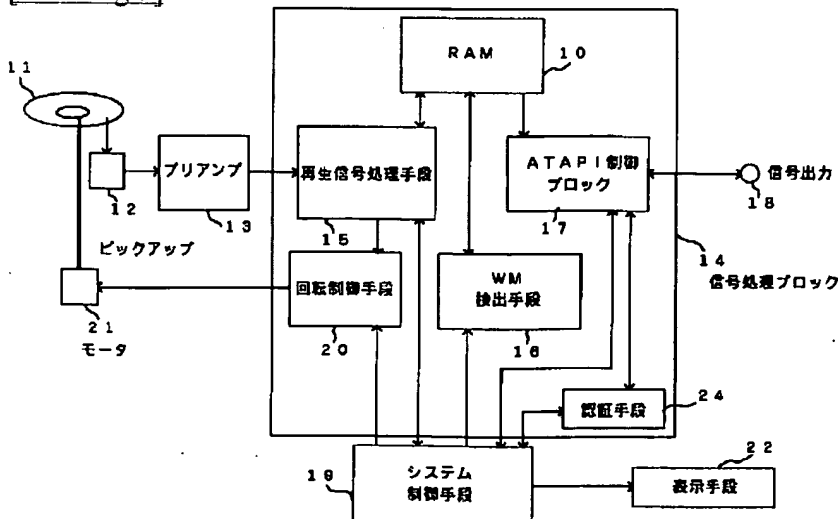 RAM
10
11
プリアンプ
再生信号処理手段
ATAPI制御
ブロック
信号出力
18
12
13
15
17
ピックアップ
14
信号処理ブロック
回転制御手段
WM
検出手段
21
モータ
20
16
認証手段
24
システム
制御手段
19
22
表示手段